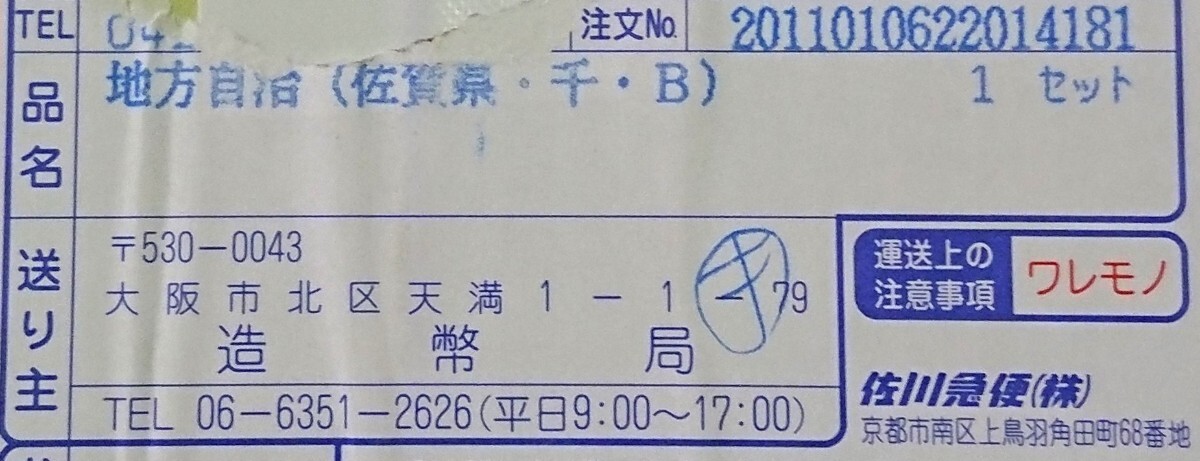 TEL
注文No. 2011010622014181
品名 地方自治(佐賀県・千・B) 1 セット
送り主
〒530-0043
大阪市北区天満1-1-79
造幣局
TEL 06-6351-2626(平日9:00〜17:00)
運送上の注意事項 ワレモノ
佐川急便(株)
京都市南区上鳥羽角田町68番地